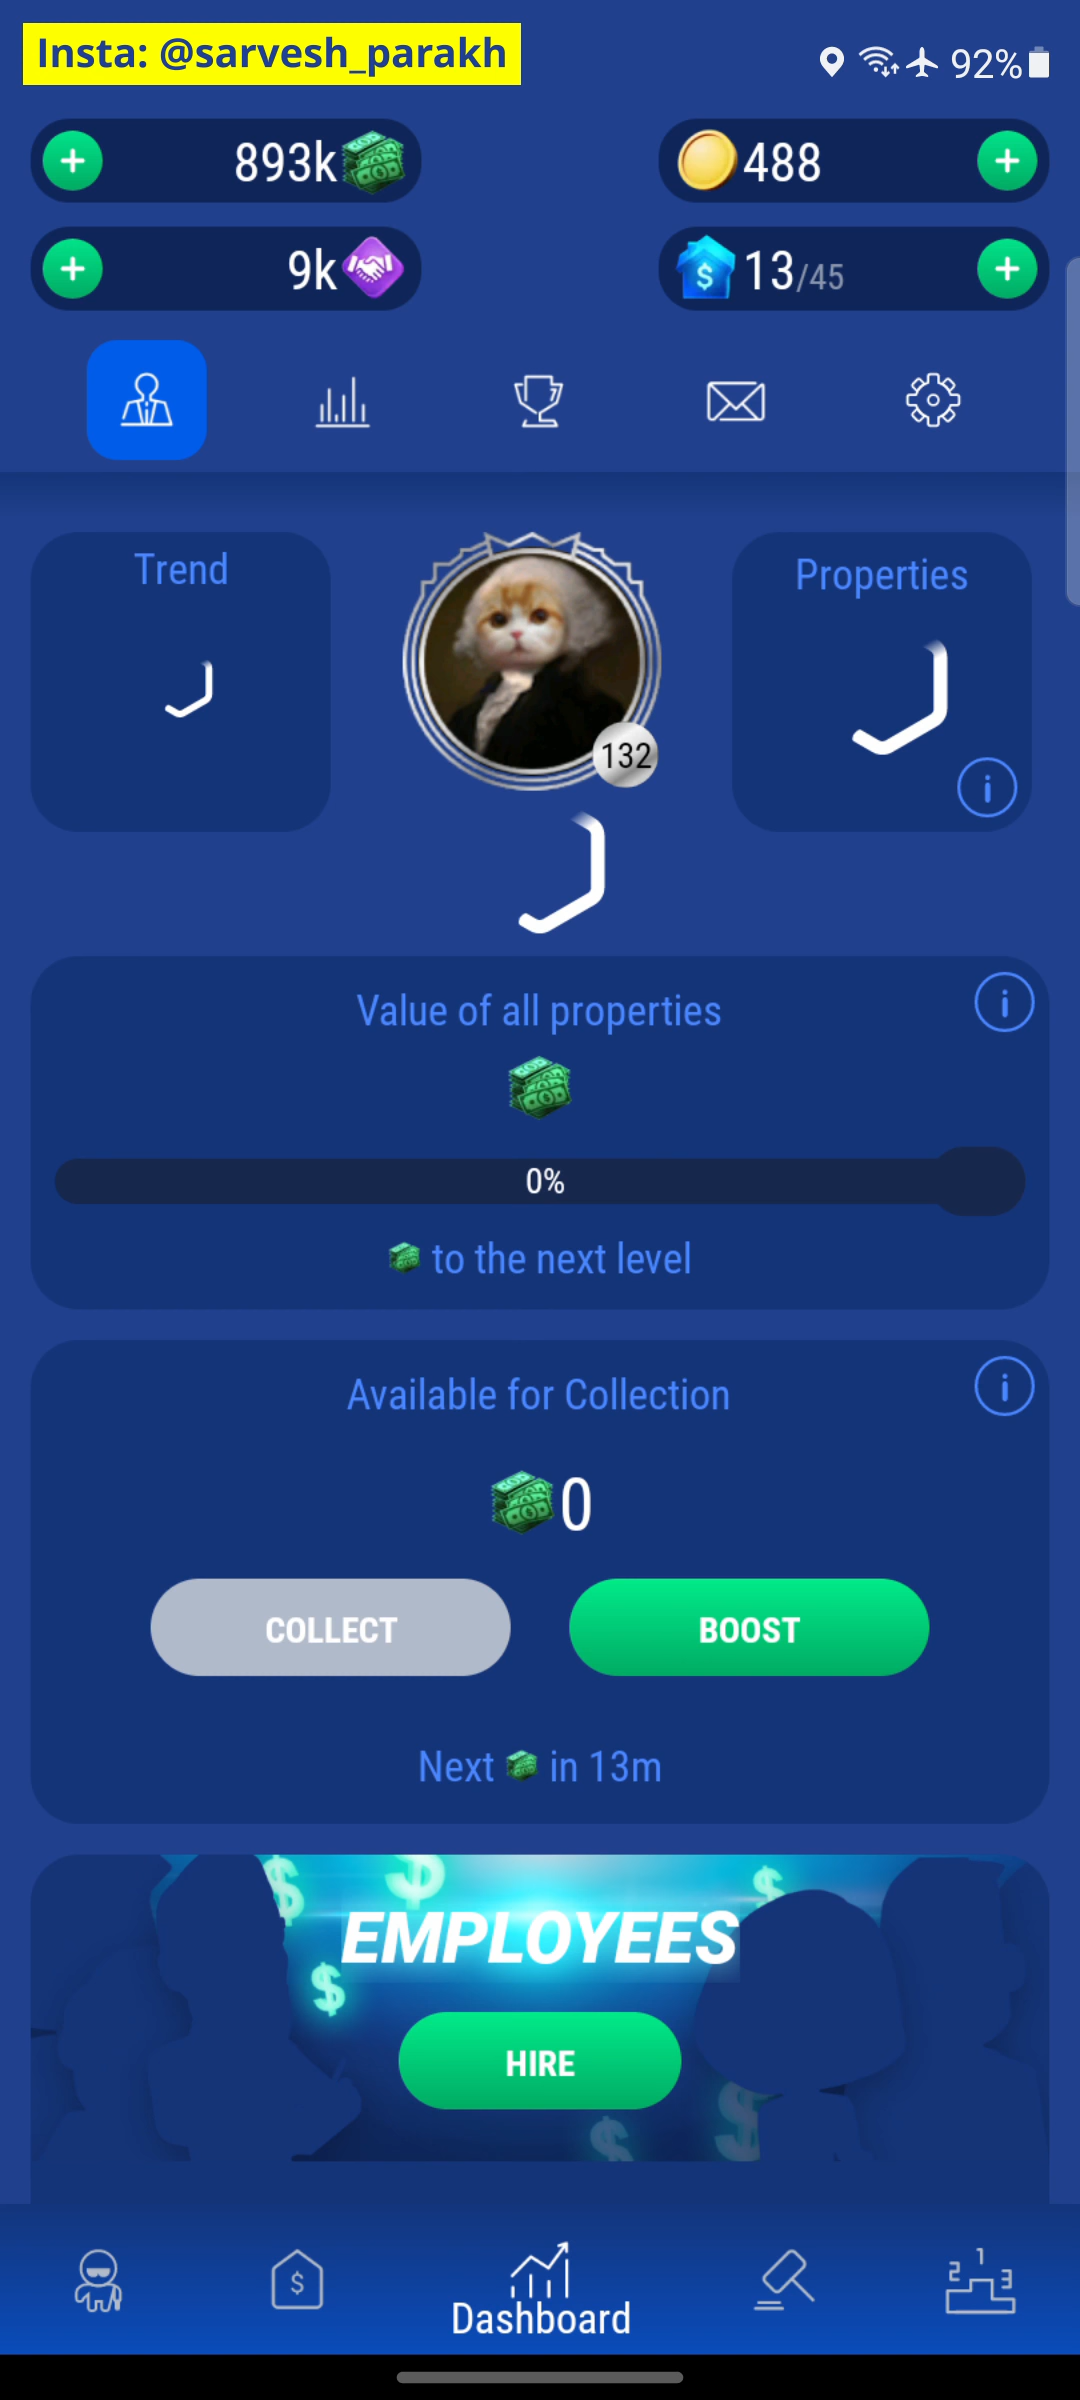 Insta: @sarvesh_parakh
92%
893k
488
9k
13/45
Trend
Properties
132
Value of all properties
0%
to the next level
Available for Collection
0
COLLECT
BOOST
Next in 13m
EMPLOYEES
HIRE
Dashboard